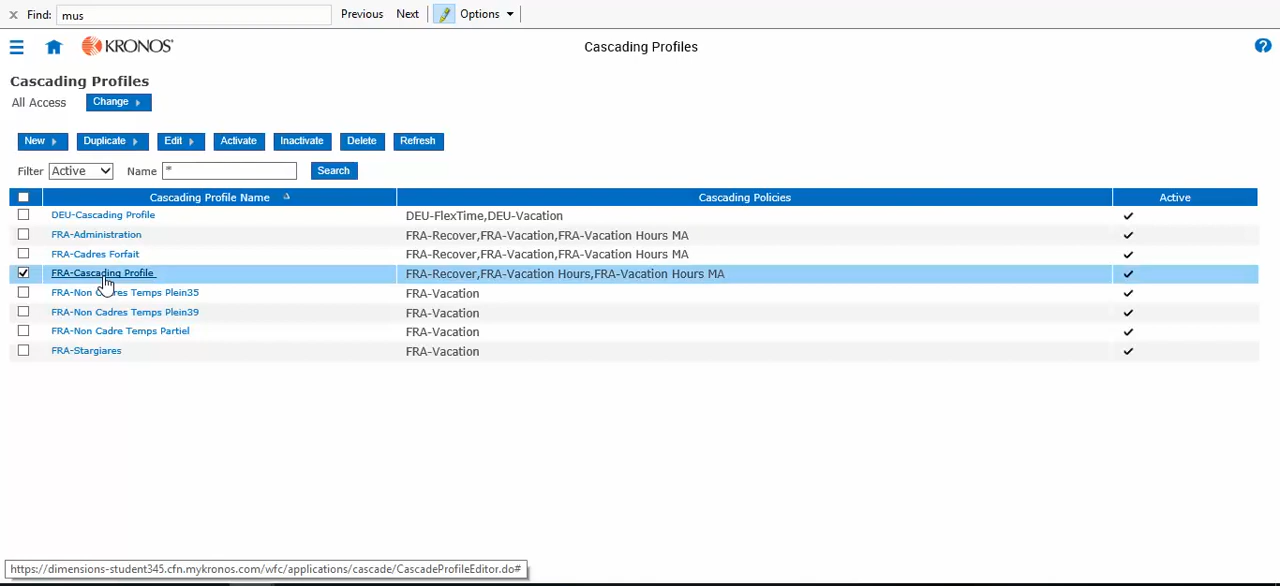 Find: mus Previous Next Options
KRONOS Cascading Profiles
Cascading Profiles
All Access Change
New Duplicate Edit Activate Inactivate Delete Refresh
Filter Active Name * Search
Cascading Profile Name Cascading Policies Active
DEU-Cascading Profile DEU-FlexTime,DEU-Vacation
FRA-Administration FRA-Recover,FRA-Vacation,FRA-Vacation Hours MA
FRA-Cadres Forfait FRA-Recover,FRA-Vacation,FRA-Vacation Hours MA
FRA-Cascading Profile FRA-Recover,FRA-Vacation Hours,FRA-Vacation Hours MA
FRA-Non Cadres Temps Plein35 FRA-Vacation
FRA-Non Cadres Temps Plein39 FRA-Vacation
FRA-Non Cadre Temps Partiel FRA-Vacation
FRA-Stargiares FRA-Vacation
https://dimensions-student345.cfn.mykronos.com/wfc/applications/cascade/CascadeProfileEditor.do#